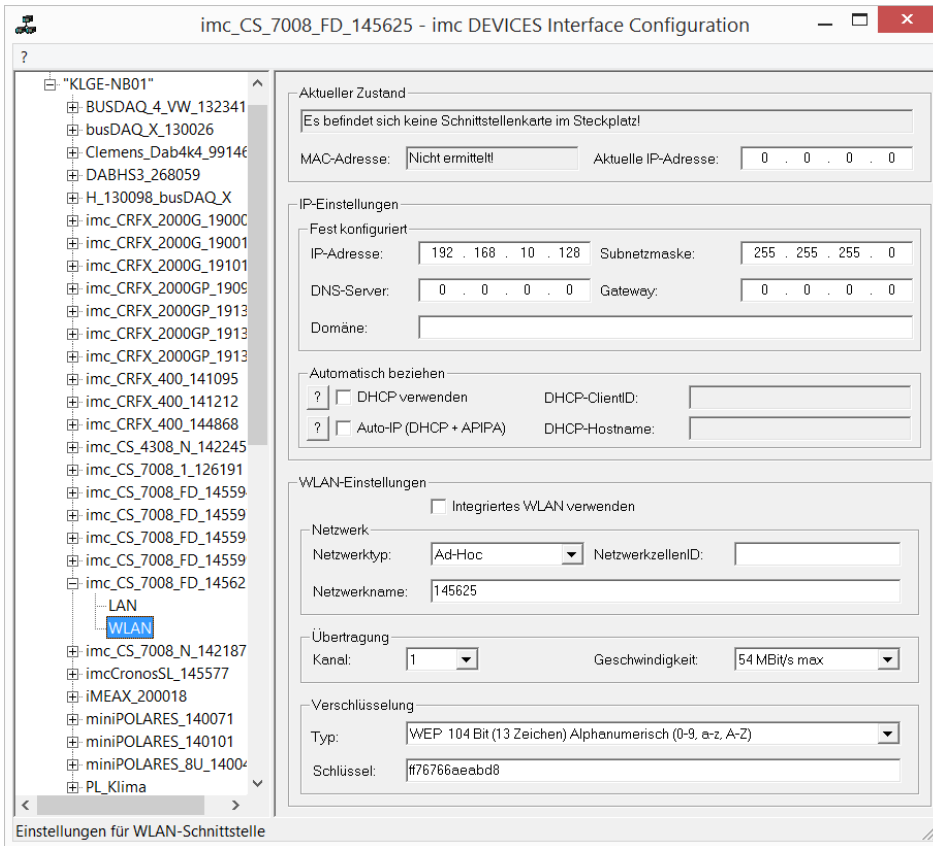 imc_CS_7008_FD_145625 - imc DEVICES Interface Configuration
?
"KLGE-NB01"
BUSDAQ_4_VW_132341
busDAQ_X_130026
Clemens_Dab4k4_99146
DABHS3_268059
H_130098_busDAQ_X
imc_CRFX_2000G_19000
imc_CRFX_2000G_19001
imc_CRFX_2000G_19101
imc_CRFX_2000GP_1909
imc_CRFX_2000GP_1913
imc_CRFX_2000GP_1913
imc_CRFX_2000GP_1913
imc_CRFX_400_141095
imc_CRFX_400_141212
imc_CRFX_400_144868
imc_CS_4308_N_142245
imc_CS_7008_1_126191
imc_CS_7008_FD_14559
imc_CS_7008_FD_14559
imc_CS_7008_FD_14559
imc_CS_7008_FD_14559
imc_CS_7008_FD_14562
LAN
WLAN
imc_CS_7008_N_142187
imcCronosSL_145577
iMEAX_200018
miniPOLARES_140071
miniPOLARES_140101
miniPOLARES_8U_14004
PL_Klima
Aktueller Zustand
Es befindet sich keine Schnittstellenkarte im Steckplatz!
MAC-Adresse: Nicht ermittelt! Aktuelle IP-Adresse: 0 . 0 . 0 . 0
IP-Einstellungen
Fest konfiguriert
IP-Adresse: 192 . 168 . 10 . 128 Subnetzmaske: 255 . 255 . 255 . 0
DNS-Server: 0 . 0 . 0 . 0 Gateway: 0 . 0 . 0 . 0
Domäne:
Automatisch beziehen
? DHCP verwenden DHCP-ClientID:
? Auto-IP (DHCP + APIPA) DHCP-Hostname:
WLAN-Einstellungen
Integriertes WLAN verwenden
Netzwerk
Netzwerktyp: Ad-Hoc NetzwerkzellenID:
Netzwerkname: 145625
Übertragung
Kanal: 1 Geschwindigkeit: 54 MBit/s max
Verschlüsselung
Typ: WEP 104 Bit (13 Zeichen) Alphanumerisch (0-9, a-z, A-Z)
Schlüssel: ff76766aeabd8
Einstellungen für WLAN-Schnittstelle